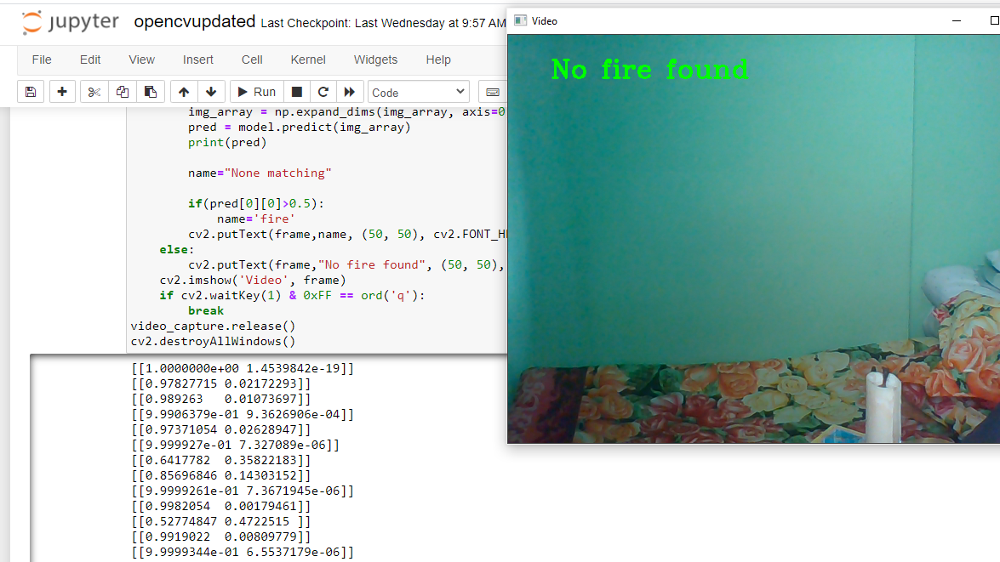 jupyter opencvupdated Last Checkpoint: Last Wednesday at 9:57 AM
File Edit View Insert Cell Kernel Widgets Help
Run Code
img_array = np.expand_dims(img_array, axis=0
pred = model.predict(img_array)
print(pred)
name="None matching"
if(pred[0][0]>0.5):
name='fire'
cv2.putText(frame,name, (50, 50), cv2.FONT_HE
else:
cv2.putText(frame,"No fire found", (50, 50),
cv2.imshow('Video', frame)
if cv2.waitKey(1) & 0xFF == ord('q'):
break
video_capture.release()
cv2.destroyAllWindows()
[[1.0000000e+00 1.4539842e-19]]
[[0.97827715 0.02172293]]
[[0.989263   0.01073697]]
[[9.9906379e-01 9.3626906e-04]]
[[0.97371054 0.02628947]]
[[9.999927e-01 7.327089e-06]]
[[0.6417782  0.35822183]]
[[0.85696846 0.14303152]]
[[9.9999261e-01 7.3671945e-06]]
[[0.9982054  0.00179461]]
[[0.52774847 0.4722515 ]]
[[0.9919022  0.00809779]]
[[9.9999344e-01 6.5537179e-06]]
Video
No fire found